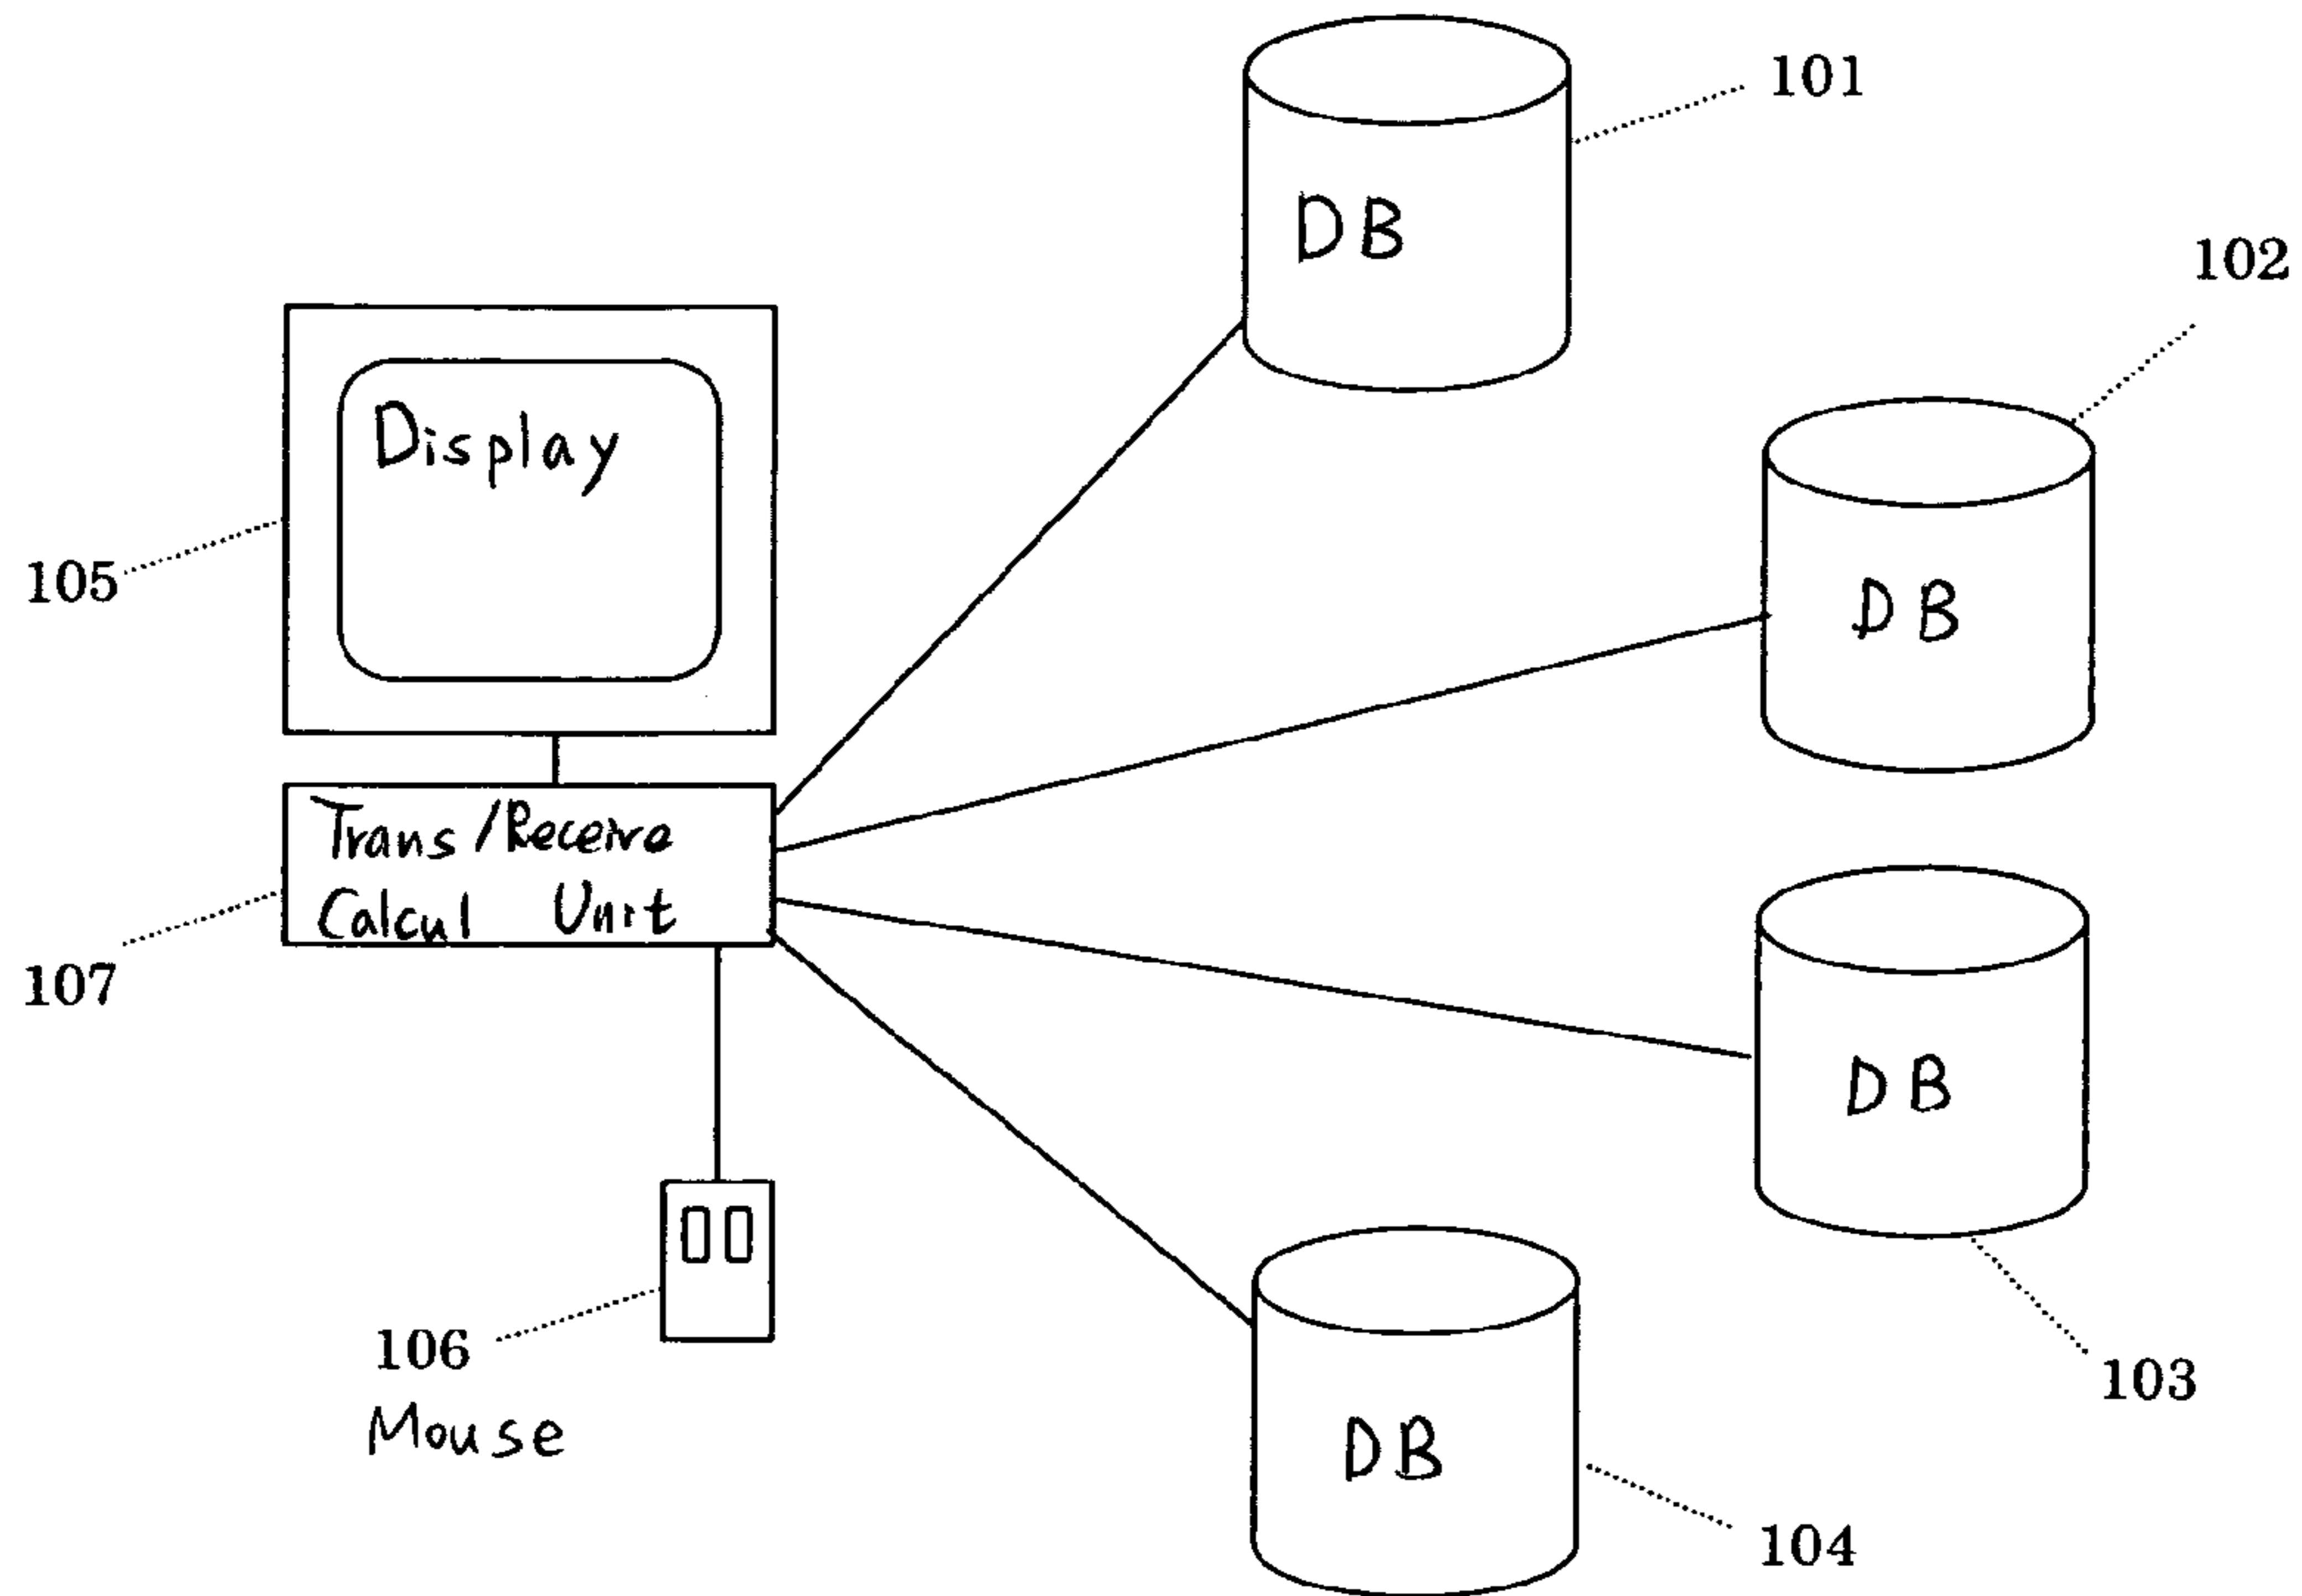 101
DB
102
Display
DB
105
Trans/Receive
Calcul Unit
107
DB
106
Mouse
103
DB
104